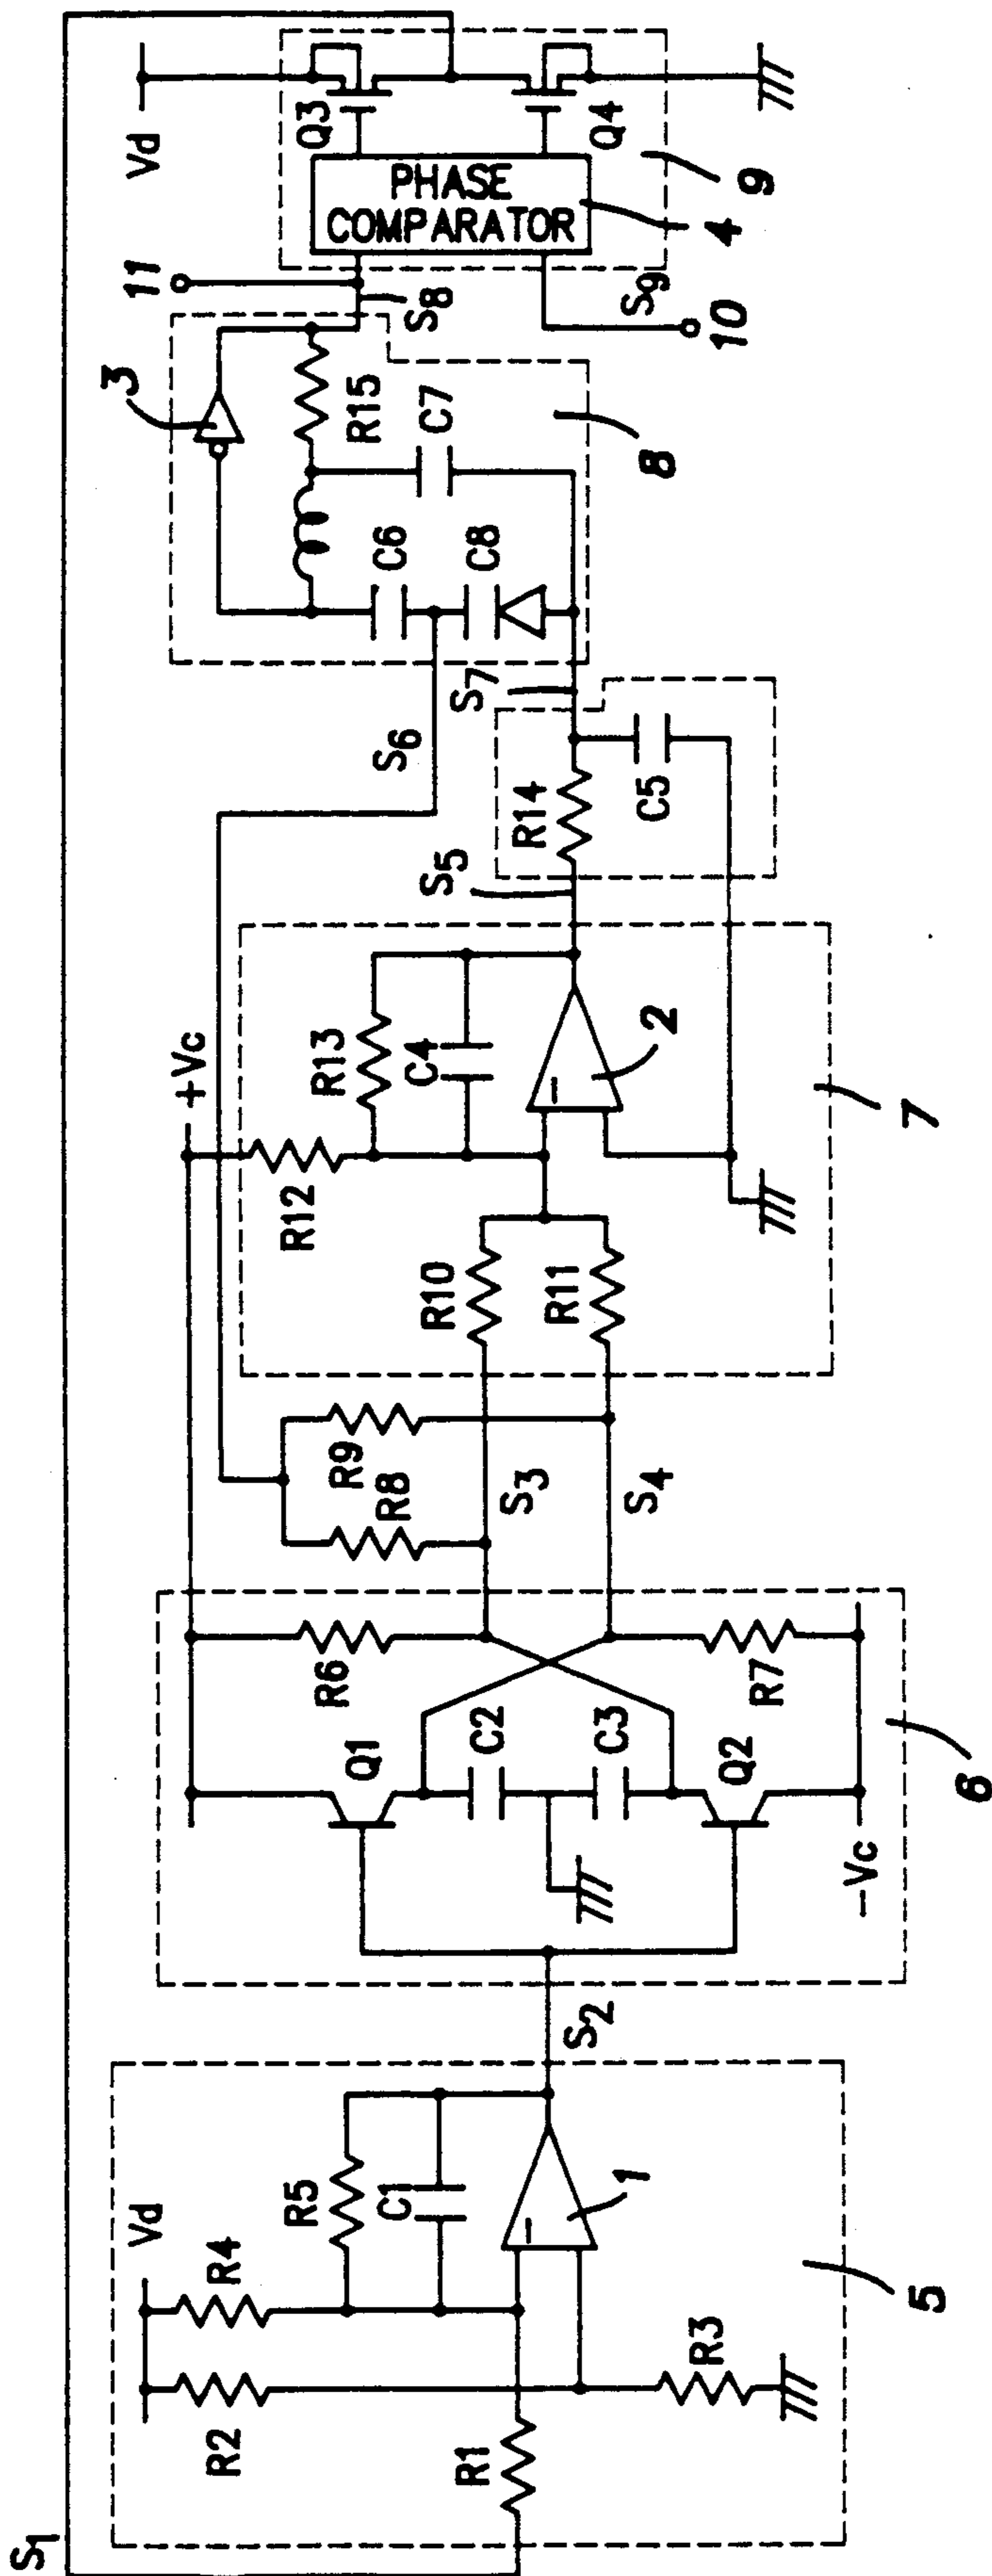 S1
Vd
R4
R2
R5
C1
R1
R3
1
5
S2
+Vc
R6
Q1
C2
C3
R7
Q2
-Vc
6
R9
R8
S3
S4
R12
R13
C4
R10
R11
2
7
S5
R14
C5
S6
S7
3
R15
C6
C7
C8
8
11
S8
S9
10
Vd
Q3
PHASE
COMPARATOR
Q4
4
9